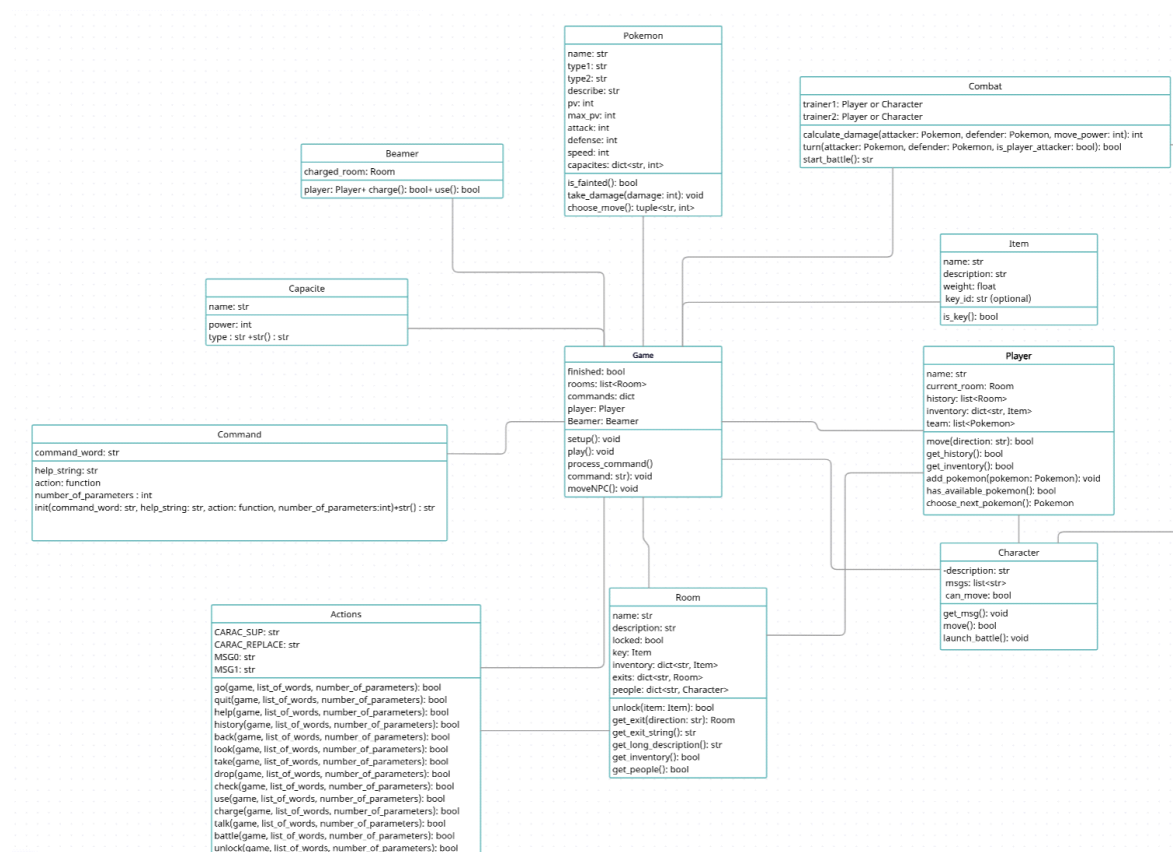 Pokemon
name: str
type1: str
type2: str
describe: str
pv: int
max_pv: int
attack: int
defense: int
speed: int
capacites: dict<str, int>
is_fainted(): bool
take_damage(damage: int): void
choose_move(): tuple<str, int>
Combat
trainer1: Player or Character
trainer2: Player or Character
calculate_damage(attacker: Pokemon, defender: Pokemon, move_power: int): int
turn(attacker: Pokemon, defender: Pokemon, is_player_attacker: bool): bool
start_battle(): str
Beamer
charged_room: Room
player: Player+ charge(): bool+ use(): bool
Item
name: str
description: str
weight: float
key_id: str (optional)
is_key(): bool
Capacite
name: str
power: int
type : str +str() : str
Game
finished: bool
rooms: list<Room>
commands: dict
player: Player
Beamer: Beamer
setup(): void
play(): void
process_command()
command: str): void
moveNPC(): void
Player
name: str
current_room: Room
history: list<Room>
inventory: dict<str, Item>
team: list<Pokemon>
move(direction: str): bool
get_history(): bool
get_inventory(): bool
add_pokemon(pokemon: Pokemon): void
has_available_pokemon(): bool
choose_next_pokemon(): Pokemon
Command
command_word: str
help_string: str
action: function
number_of_parameters : int
init(command_word: str, help_string: str, action: function, number_of_parameters:int)+str() : str
Character
-description: str
msgs: list<str>
can_move: bool
get_msg(): void
move(): bool
launch_battle(): void
Room
name: str
description: str
locked: bool
key: Item
inventory: dict<str, Item>
exits: dict<str, Room>
people: dict<str, Character>
unlock(item: Item): bool
get_exit(direction: str): Room
get_exit_string(): str
get_long_description(): str
get_inventory(): bool
get_people(): bool
Actions
CARAC_SUP: str
CARAC_REPLACE: str
MSG0: str
MSG1: str
go(game, list_of_words, number_of_parameters): bool
quit(game, list_of_words, number_of_parameters): bool
help(game, list_of_words, number_of_parameters): bool
history(game, list_of_words, number_of_parameters): bool
back(game, list_of_words, number_of_parameters): bool
look(game, list_of_words, number_of_parameters): bool
take(game, list_of_words, number_of_parameters): bool
drop(game, list_of_words, number_of_parameters): bool
check(game, list_of_words, number_of_parameters): bool
use(game, list_of_words, number_of_parameters): bool
charge(game, list_of_words, number_of_parameters): bool
talk(game, list_of_words, number_of_parameters): bool
battle(game, list_of_words, number_of_parameters): bool
unlock(game, list_of_words, number_of_parameters): bool